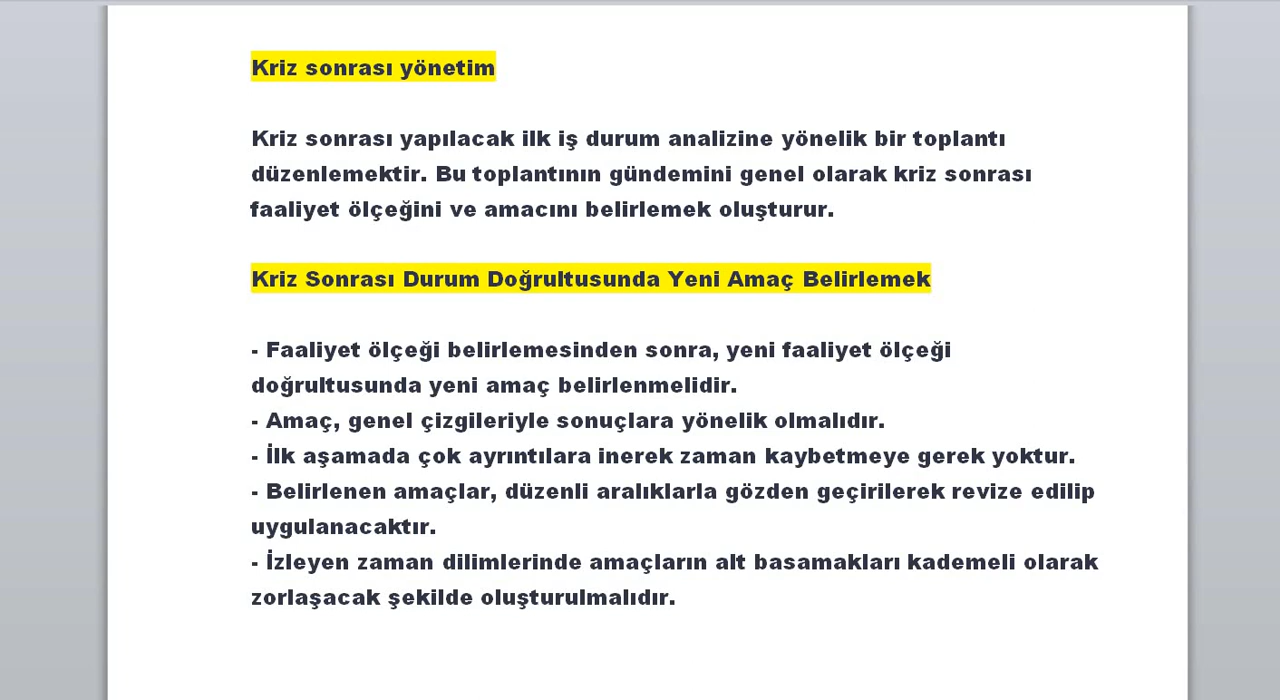 Kriz sonrası yönetim
Kriz sonrası yapılacak ilk iş durum analizine yönelik bir toplantı
düzenlemektir. Bu toplantının gündemini genel olarak kriz sonrası
faaliyet ölçeğini ve amacını belirlemek oluşturur.
Kriz Sonrası Durum Doğrultusunda Yeni Amaç Belirlemek
- Faaliyet ölçeği belirlemesinden sonra, yeni faaliyet ölçeği
doğrultusunda yeni amaç belirlenmelidir.
- Amaç, genel çizgileriyle sonuçlara yönelik olmalıdır.
- İlk aşamada çok ayrıntılara inerek zaman kaybetmeye gerek yoktur.
- Belirlenen amaçlar, düzenli aralıklarla gözden geçirilerek revize edilip
uygulanacaktır.
- İzleyen zaman dilimlerinde amaçların alt basamakları kademeli olarak
zorlaşacak şekilde oluşturulmalıdır.